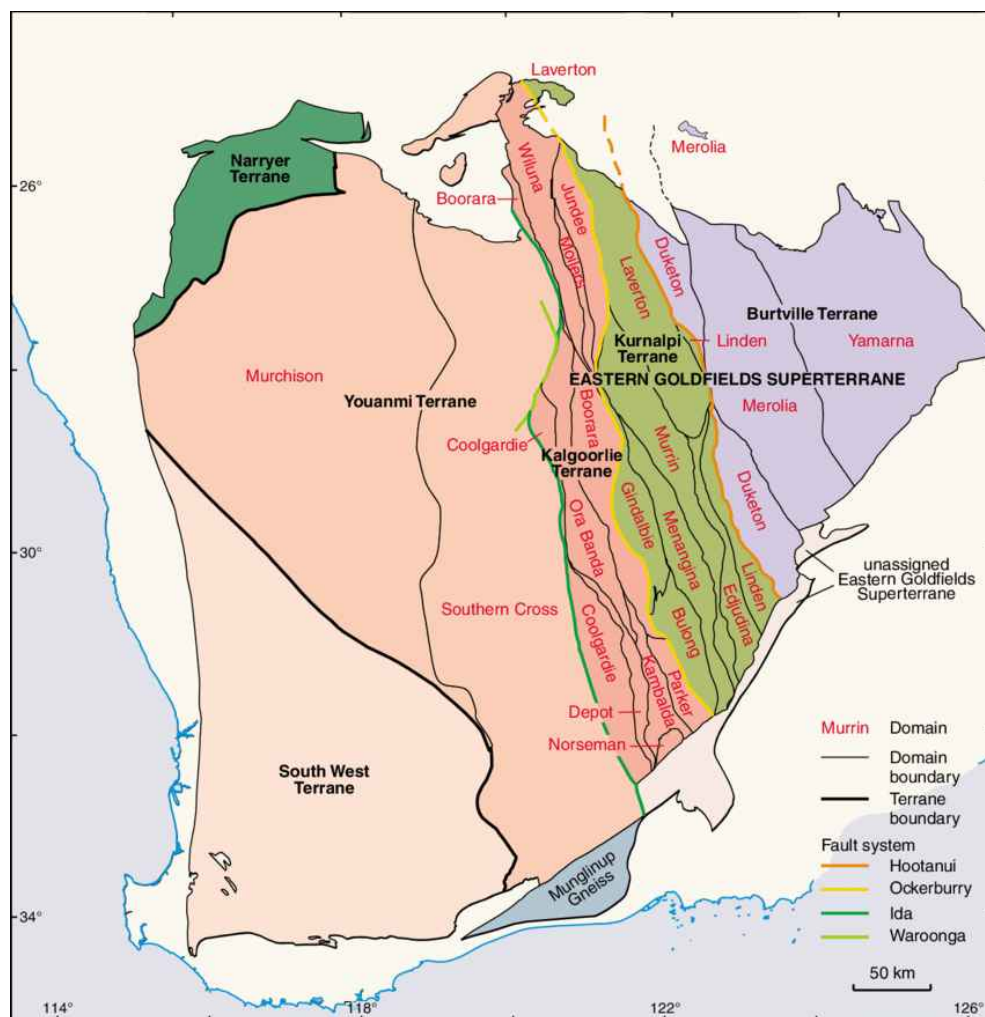 Laverton
Merolia
Narryer
Terrane
26°
Wiluna
Boorara
Jundee
Moilers
Duketon
Laverton
Burtville Terrane
Kurnalpi
Terrane
Linden
Yamarna
Murchison
EASTERN GOLDFIELDS SUPERTERRANE
Youanmi Terrane
Merolia
Boorara
Coolgardie
Kalgoorlie
Terrane
Murrin
Duketon
Gindalbie
Ora Banda
Menangina
30°
unassigned
Eastern Goldfields
Superterrane
Linden
Edjudina
Southern Cross
Coolgardie
Bulong
Kambalda
Parker
Depot
Norseman
South West
Terrane
Munglinup
Gneiss
Murrin Domain
Domain
boundary
Terrane
boundary
Fault system
Hootanui
Ockerburry
Ida
Waroonga
34°
50 km
114°
118°
122°
126°